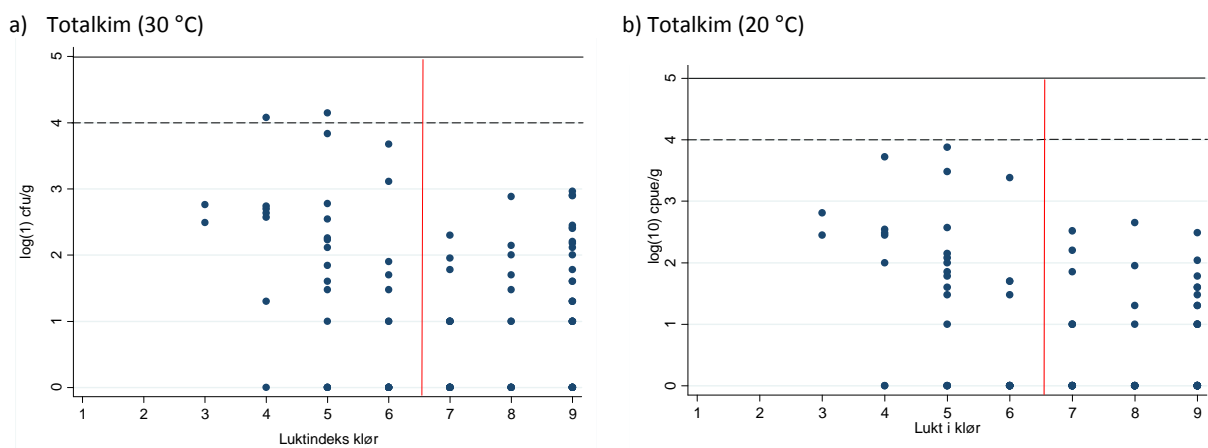 a) Totalkim (30 °C)
5
4
3
2
1
0
log(1) cfu/g
1 2 3 4 5 6 7 8 9
Luktindeks klør
b) Totalkim (20 °C)
5
4
3
2
1
0
log(10) cpue/g
1 2 3 4 5 6 7 8 9
Lukt i klør